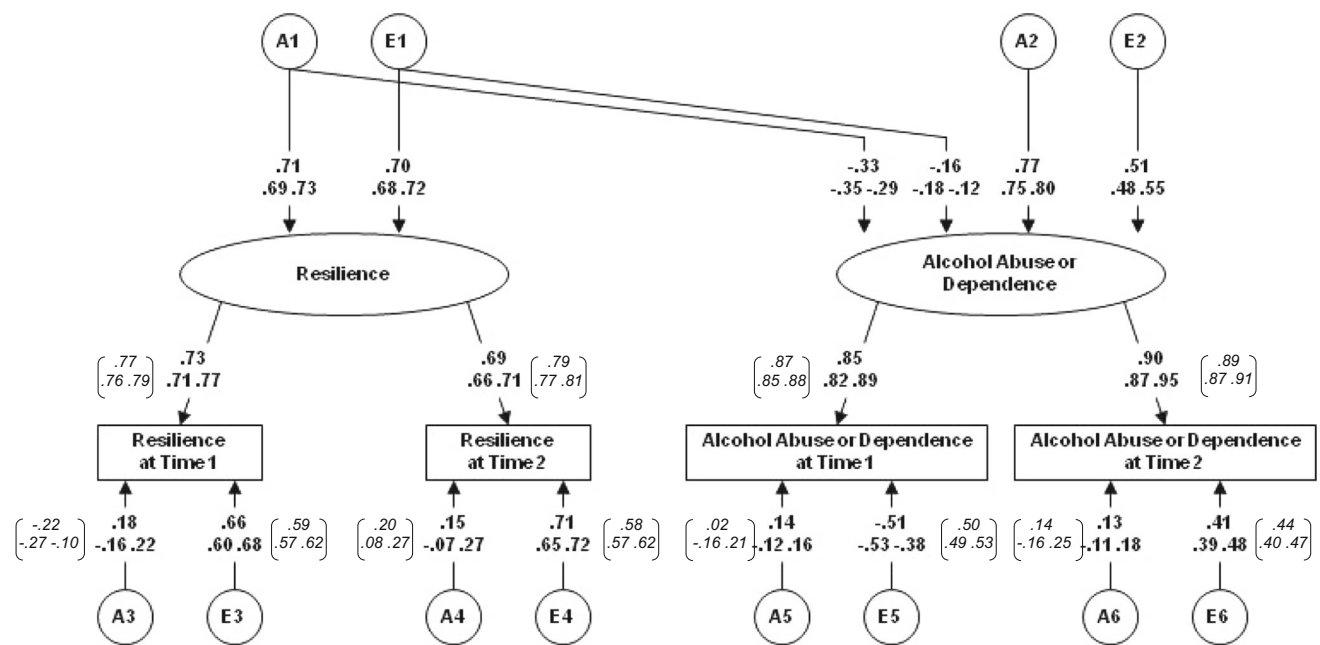 A1 E1 A2 E2
.71 .70 -.33 -.16 .77 .51
.69 .73 .68 .72 -.35 -.29 -.18 -.12 .75 .80 .48 .55
Resilience
Alcohol Abuse or
Dependence
.77 .73 .69 .79 .87 .85 .90 .89
.76 .79 .71 .77 .66 .71 .77 .81 .85 .88 .82 .89 .87 .95 .87 .91
Resilience
at Time 1
Resilience
at Time 2
Alcohol Abuse or Dependence
at Time 1
Alcohol Abuse or Dependence
at Time 2
-.22 .18 .66 .59 .20 .15 .71 .58 .02 .14 -.51 .50 .14 .13 .41 .44
-.27 -.10 -.16 .22 .60 .68 .57 .62 .08 .27 -.07 .27 .65 .72 .57 .62 -.16 .21 -.12 .16 -.53 -.38 .49 .53 -.16 .25 -.11 .18 .39 .48 .40 .47
A3 E3 A4 E4 A5 E5 A6 E6